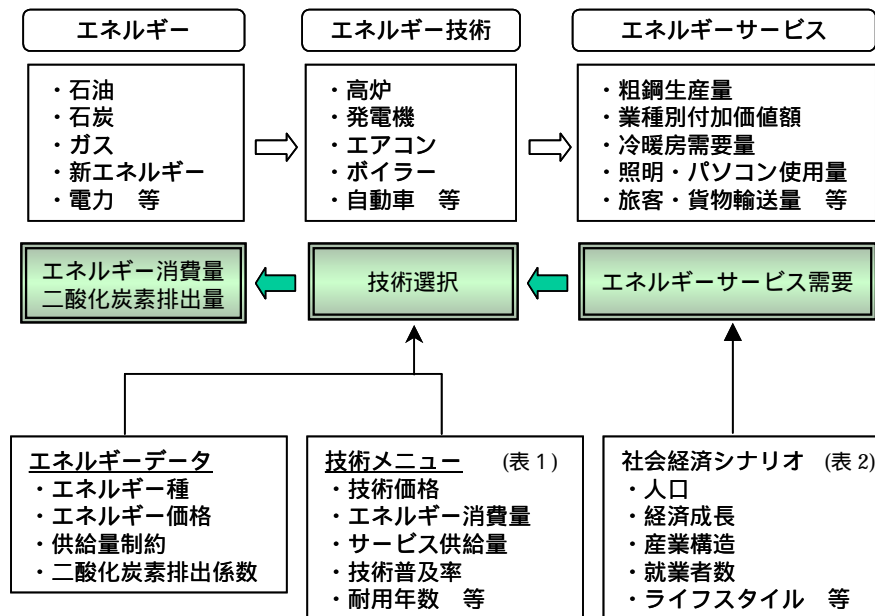 エネルギー
エネルギー技術
エネルギーサービス
・石油
・石炭
・ガス
・新エネルギー
・電力　等
・高炉
・発電機
・エアコン
・ボイラー
・自動車　等
・粗鋼生産量
・業種別付加価値額
・冷暖房需要量
・照明・パソコン使用量
・旅客・貨物輸送量　等
エネルギー消費量
二酸化炭素排出量
技術選択
エネルギーサービス需要
エネルギーデータ
・エネルギー種
・エネルギー価格
・供給量制約
・二酸化炭素排出係数
技術メニュー　(表1)
・技術価格
・エネルギー消費量
・サービス供給量
・技術普及率
・耐用年数　等
社会経済シナリオ　(表2)
・人口
・経済成長
・産業構造
・就業者数
・ライフスタイル　等